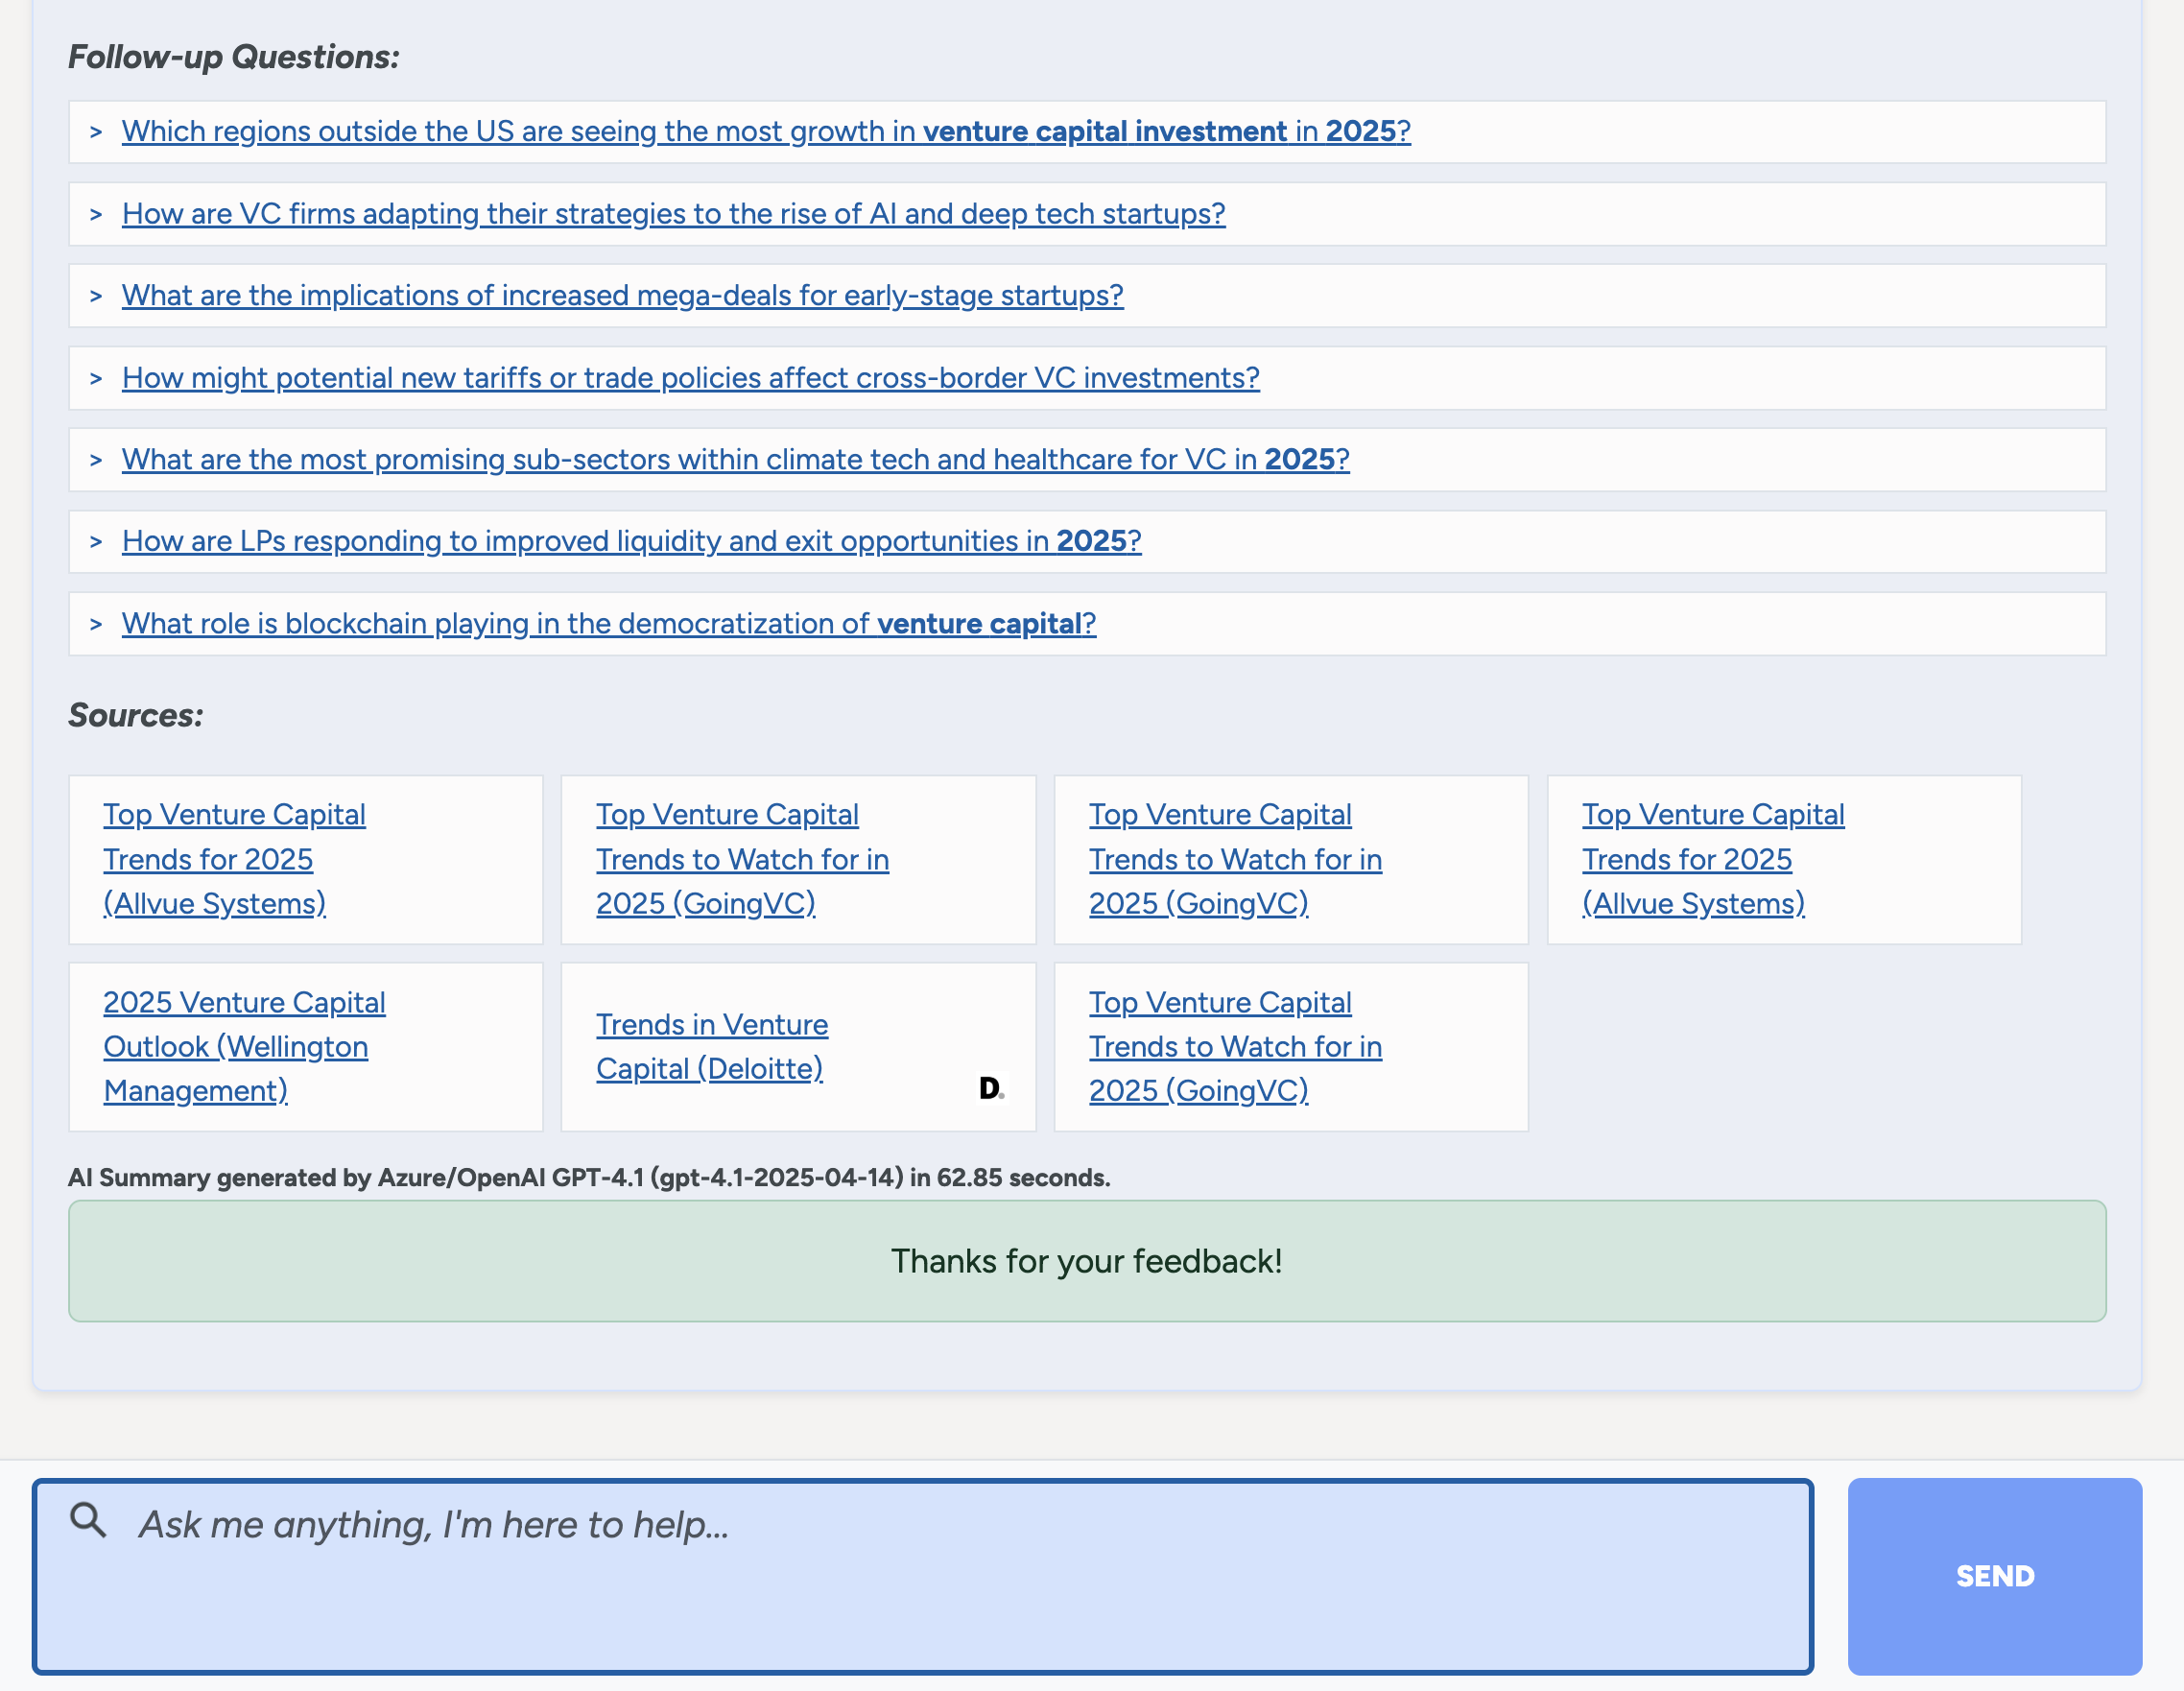 Follow-up Questions:
> Which regions outside the US are seeing the most growth in venture capital investment in 2025?
> How are VC firms adapting their strategies to the rise of AI and deep tech startups?
> What are the implications of increased mega-deals for early-stage startups?
> How might potential new tariffs or trade policies affect cross-border VC investments?
> What are the most promising sub-sectors within climate tech and healthcare for VC in 2025?
> How are LPs responding to improved liquidity and exit opportunities in 2025?
> What role is blockchain playing in the democratization of venture capital?
Sources:
Top Venture Capital
Trends for 2025
(Allvue Systems)
Top Venture Capital
Trends to Watch for in
2025 (GoingVC)
Top Venture Capital
Trends to Watch for in
2025 (GoingVC)
Top Venture Capital
Trends for 2025
(Allvue Systems)
2025 Venture Capital
Outlook (Wellington
Management)
Trends in Venture
Capital (Deloitte)
D.
Top Venture Capital
Trends to Watch for in
2025 (GoingVC)
AI Summary generated by Azure/OpenAI GPT-4.1 (gpt-4.1-2025-04-14) in 62.85 seconds.
Thanks for your feedback!
Ask me anything, I'm here to help...
SEND